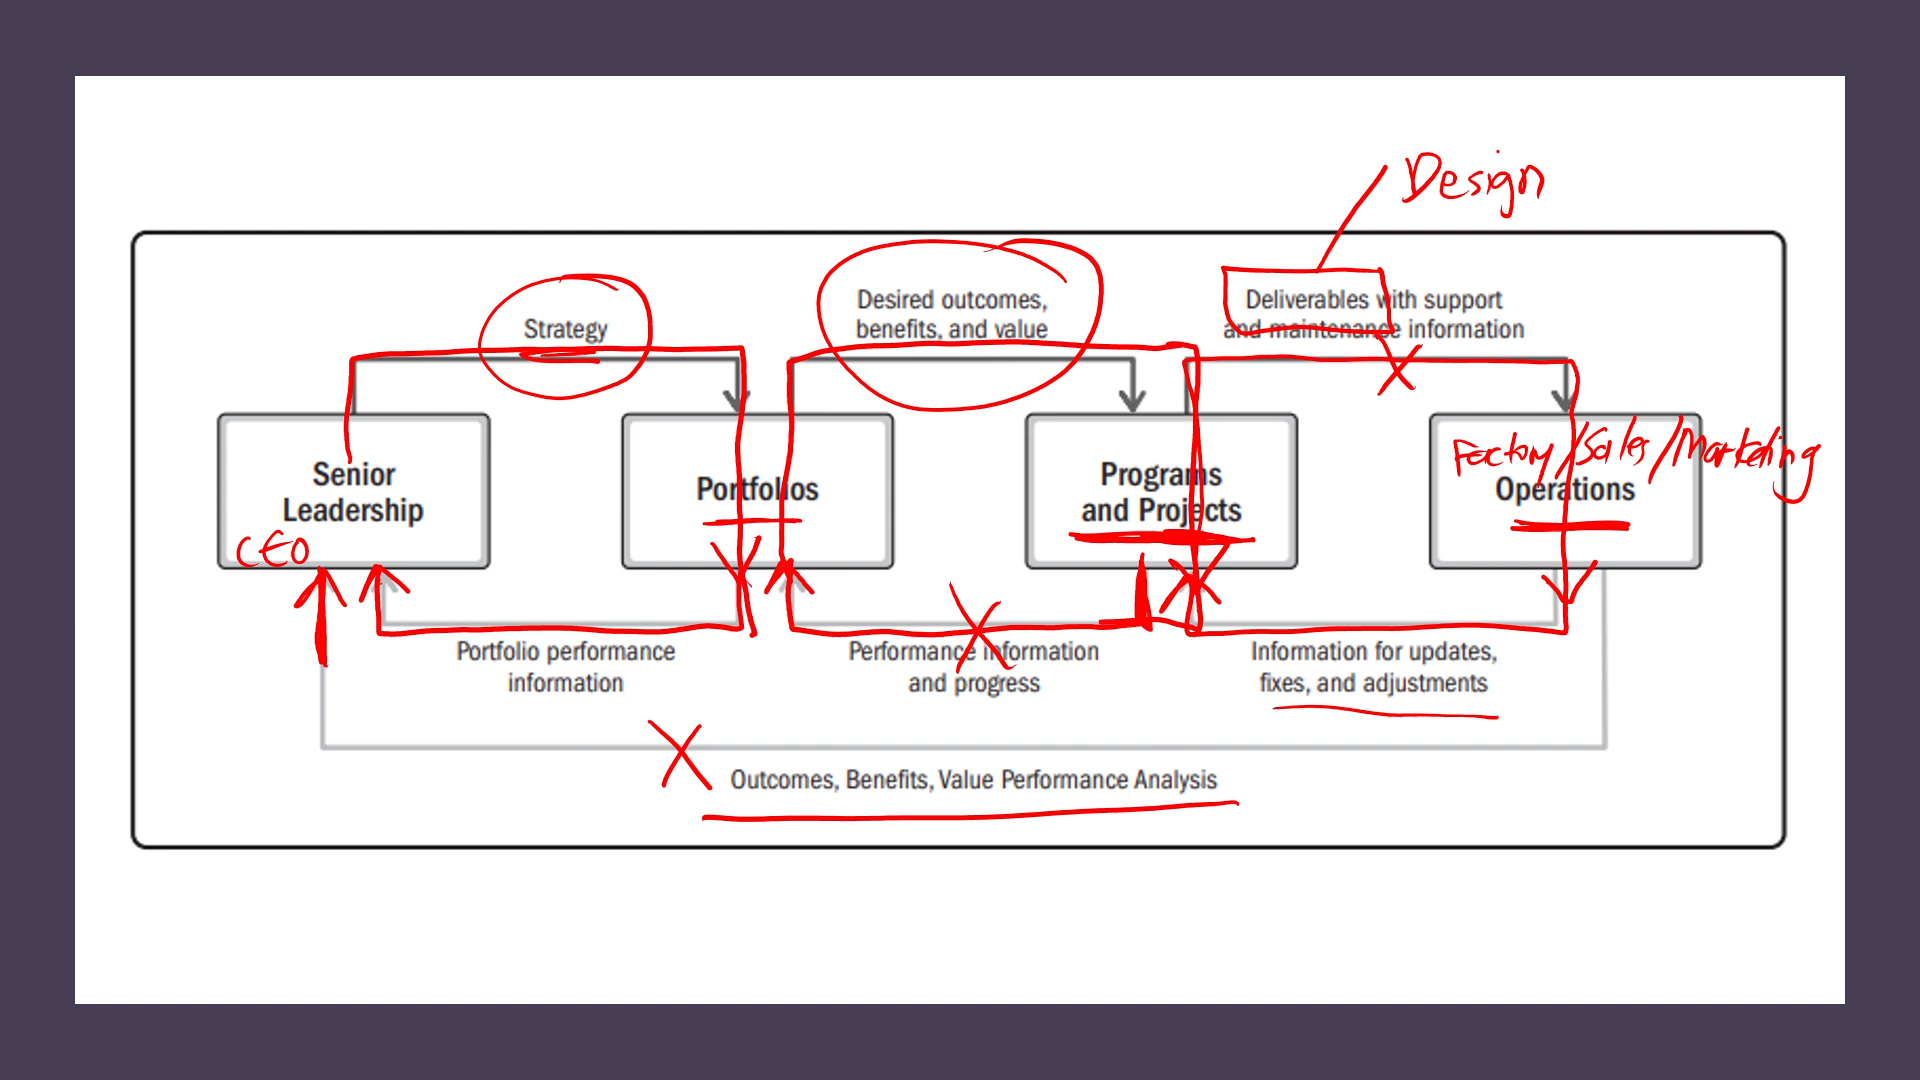 Design
Strategy
Desired outcomes,
benefits, and value
Deliverables with support
and maintenance information
Senior
Leadership
CEO
Portfolios
Programs
and Projects
Factory/Sales/Marketing
Operations
Portfolio performance
information
Performance information
and progress
Information for updates,
fixes, and adjustments
Outcomes, Benefits, Value Performance Analysis